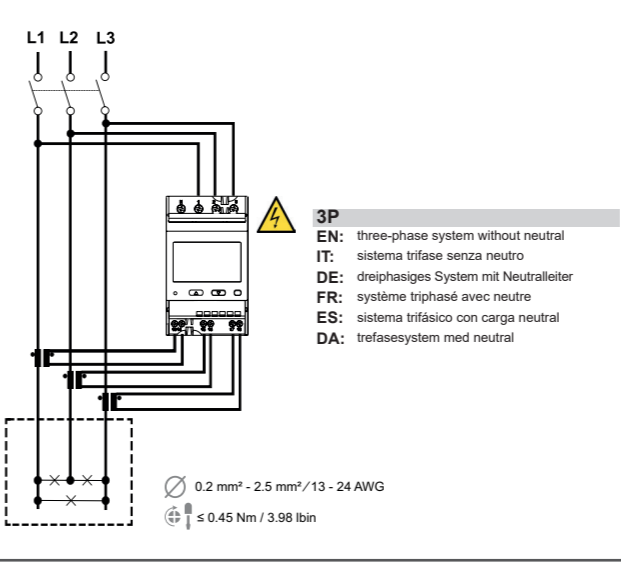 L1 L2 L3
3P
EN: three-phase system without neutral
IT: sistema trifase senza neutro
DE: dreiphasiges System mit Neutralleiter
FR: système triphasé avec neutre
ES: sistema trifásico con carga neutral
DA: trefasesystem med neutral
0.2 mm² - 2.5 mm² / 13 - 24 AWG
≤ 0.45 Nm / 3.98 lbin